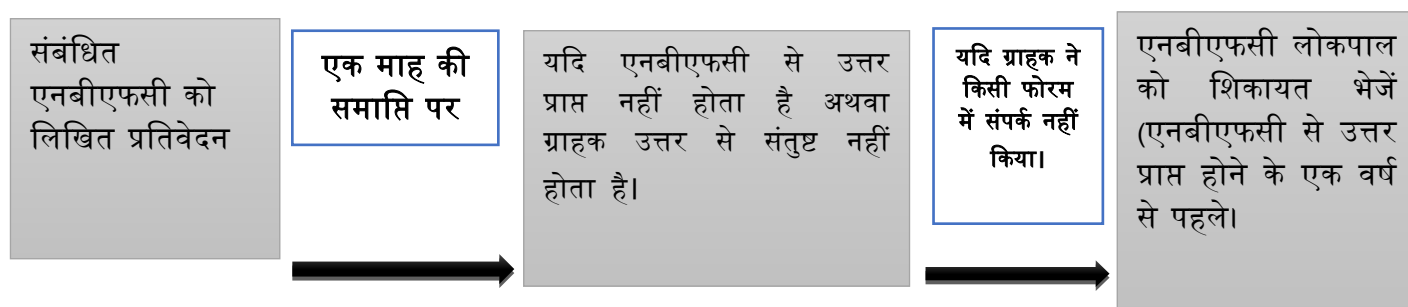 संबंधित
एनबीएफसी को
लिखित प्रतिवेदन
एक माह की
समाप्ति पर
यदि एनबीएफसी से उत्तर
प्राप्त नहीं होता है अथवा
ग्राहक उत्तर से संतुष्ट नहीं
होता है।
यदि ग्राहक ने
किसी फोरम
में संपर्क नहीं
किया।
एनबीएफसी लोकपाल
को शिकायत भेजें
(एनबीएफसी से उत्तर
प्राप्त होने के एक वर्ष
से पहले।